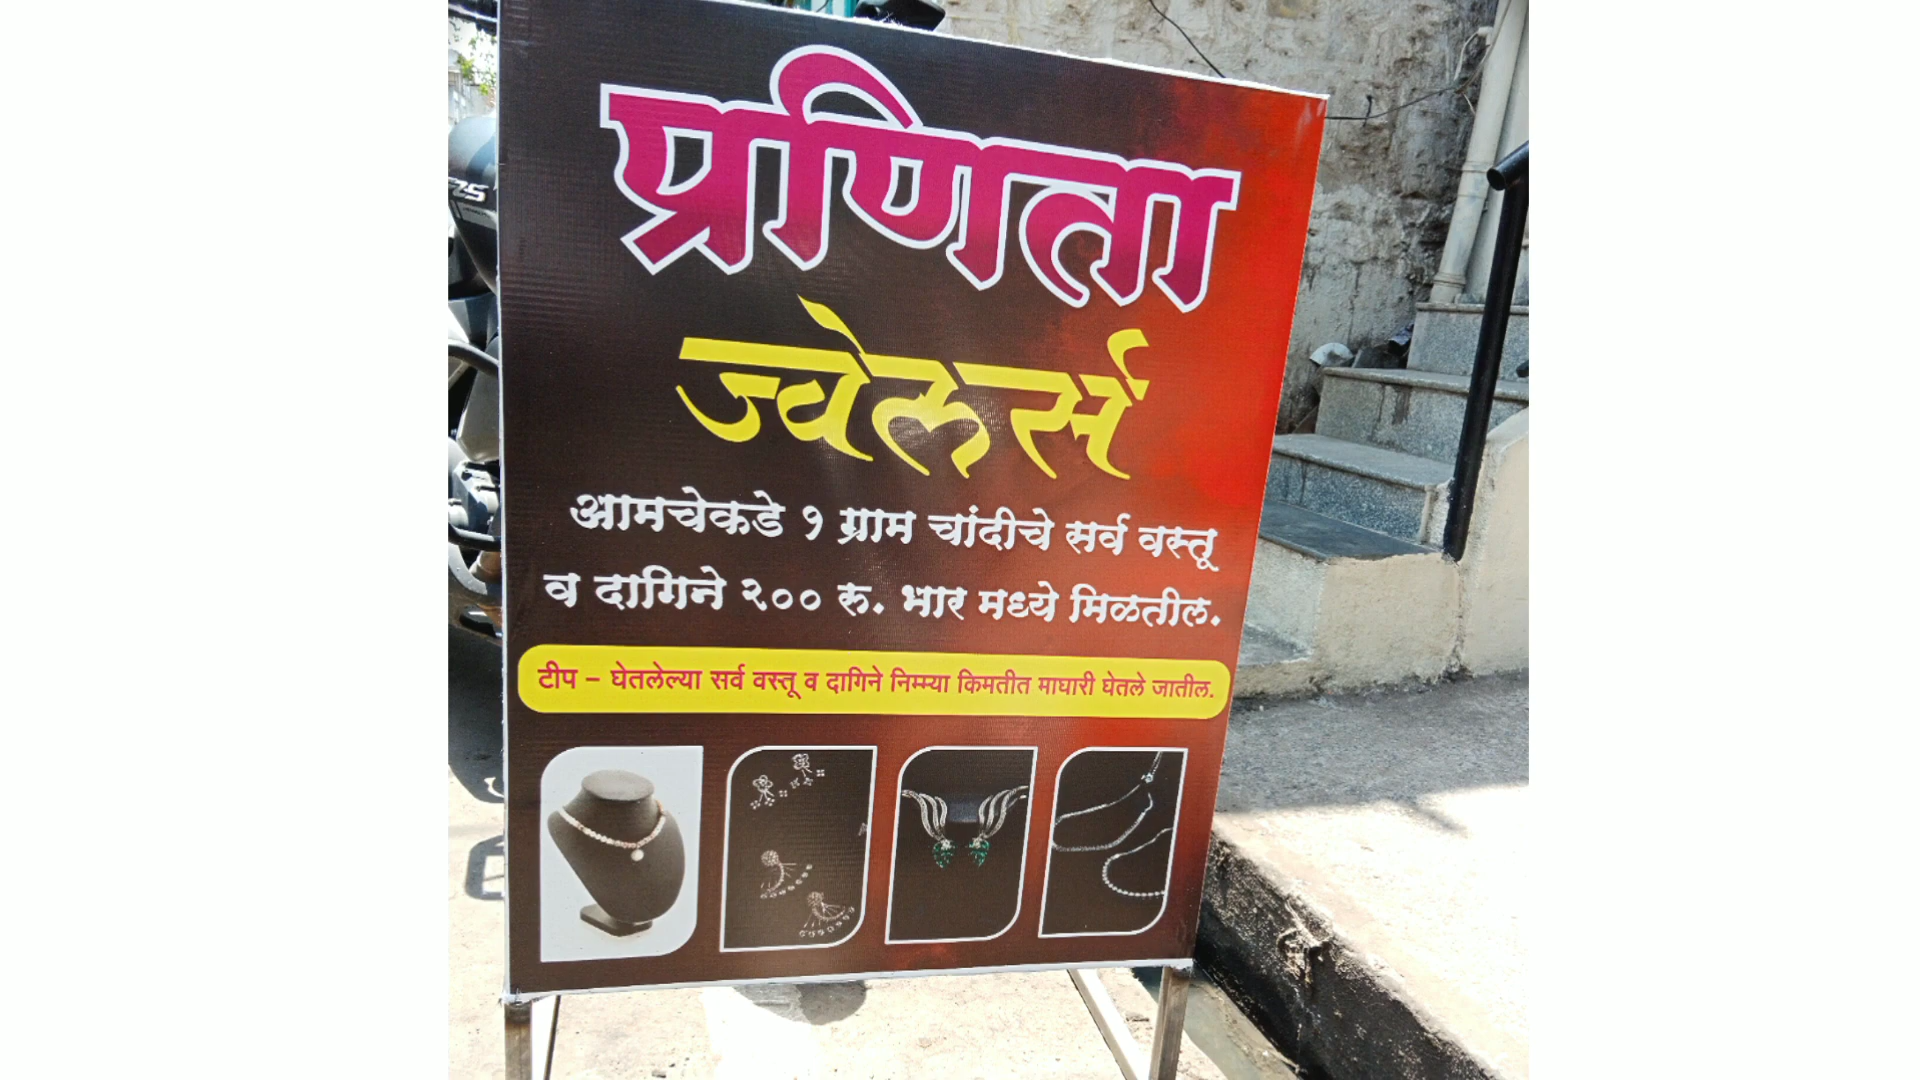 प्रणिता
ज्वेलर्स
आमचेकडे १ ग्राम चांदीचे सर्व वस्तू
व दागिने २०० रु. भार मध्ये मिळतील.
टीप - घेतलेल्या सर्व वस्तू व दागिने निम्म्या किमतीत माघारी घेतले जातील.